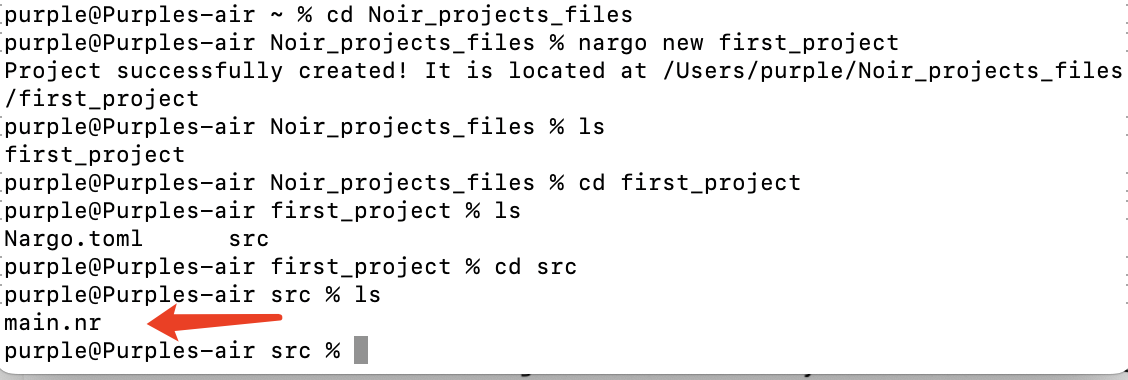 purple@Purples-air ~ % cd Noir_projects_files
purple@Purples-air Noir_projects_files % nargo new first_project
Project successfully created! It is located at /Users/purple/Noir_projects_files
/first_project
purple@Purples-air Noir_projects_files % ls
first_project
purple@Purples-air Noir_projects_files % cd first_project
purple@Purples-air first_project % ls
Nargo.toml      src
purple@Purples-air first_project % cd src
purple@Purples-air src % ls
main.nr
purple@Purples-air src %